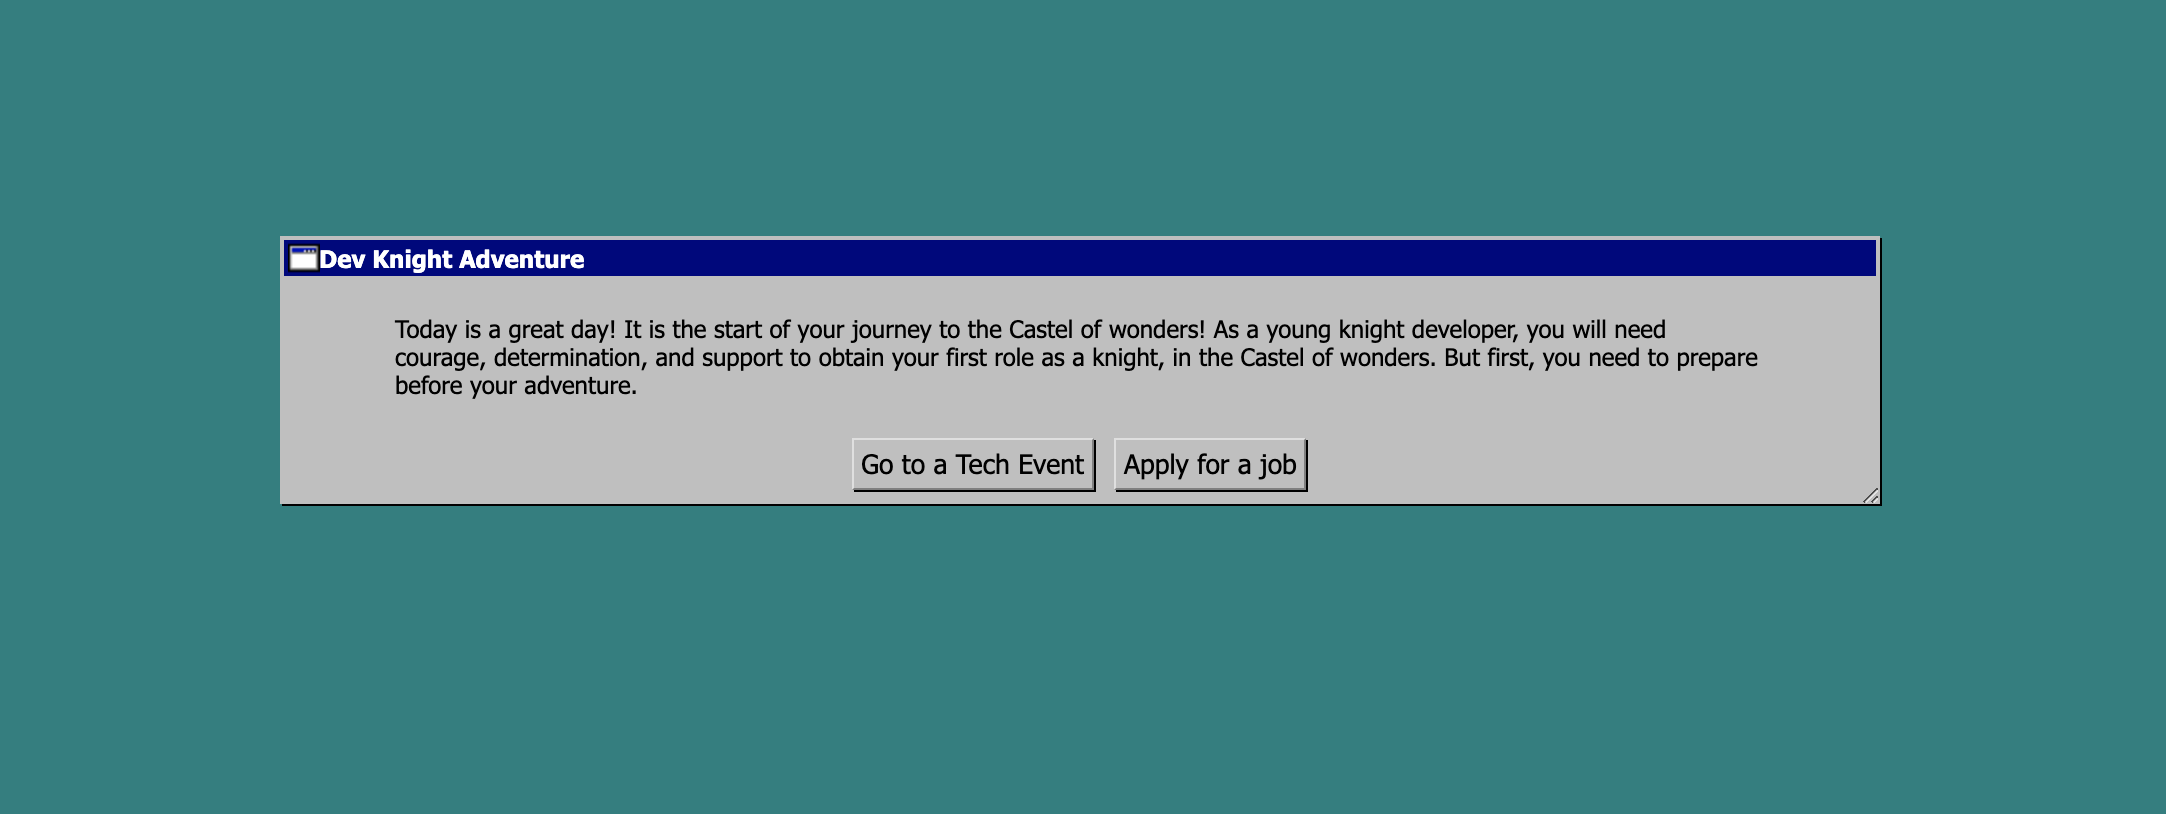 Dev Knight Adventure
Today is a great day! It is the start of your journey to the Castel of wonders! As a young knight developer, you will need
courage, determination, and support to obtain your first role as a knight, in the Castel of wonders. But first, you need to prepare
before your adventure.
Go to a Tech Event
Apply for a job